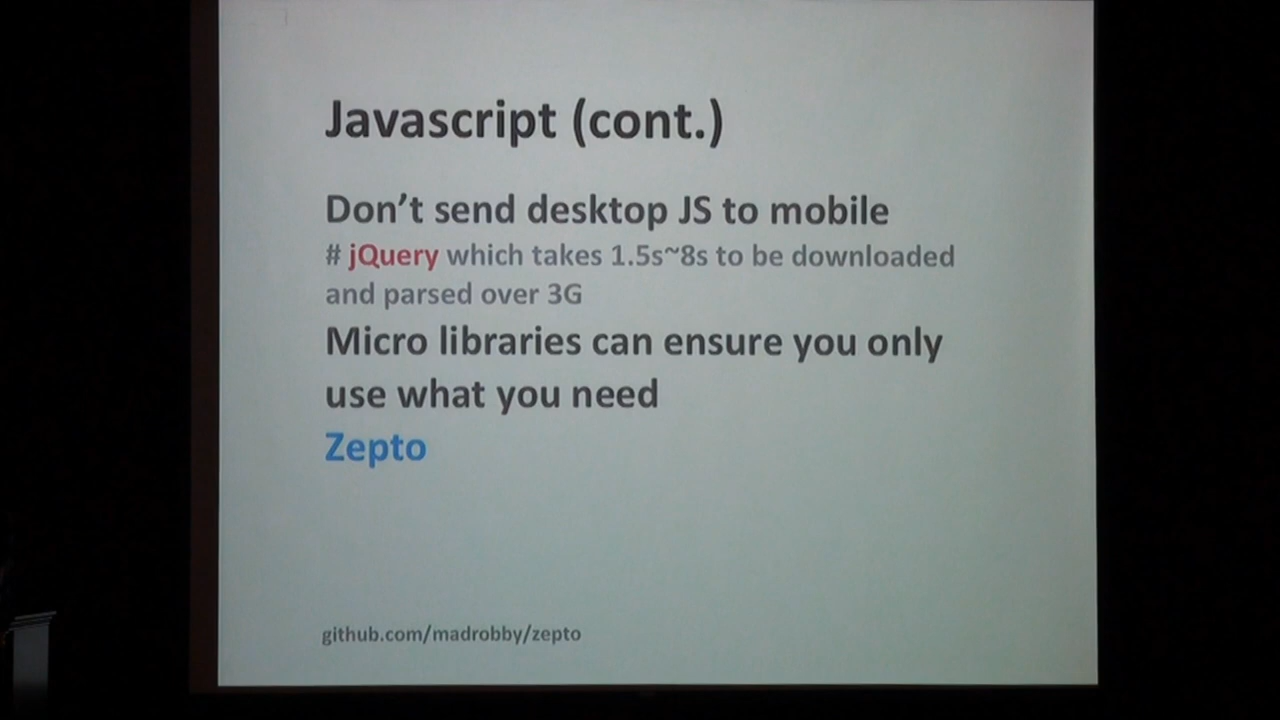 Javascript (cont.)
Don’t send desktop JS to mobile
# jQuery which takes 1.5s~8s to be downloaded
and parsed over 3G
Micro libraries can ensure you only
use what you need
Zepto
github.com/madrobby/zepto